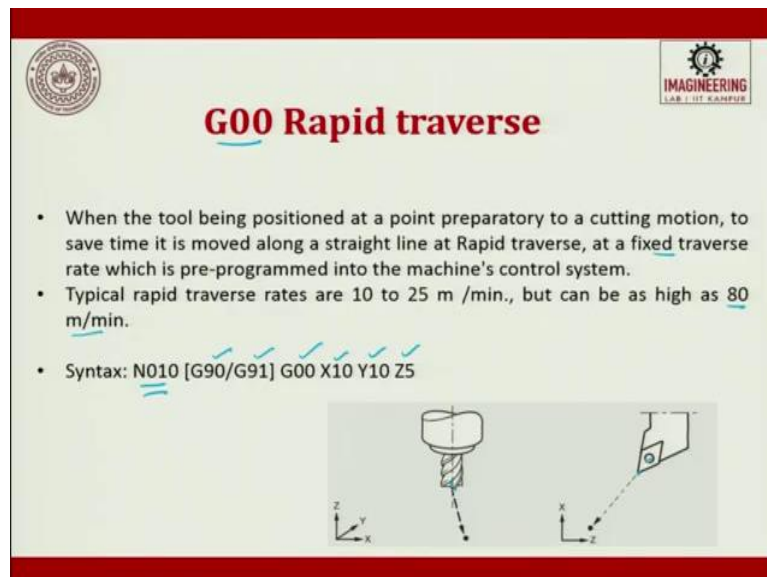 IMAGINEERING
LAB | IIT KANPUR
G00 Rapid traverse
• When the tool being positioned at a point preparatory to a cutting motion, to
save time it is moved along a straight line at Rapid traverse, at a fixed traverse
rate which is pre-programmed into the machine's control system.
• Typical rapid traverse rates are 10 to 25 m /min., but can be as high as 80
m/min.
• Syntax: N010 [G90/G91] G00 X10 Y10 Z5
Z
Y
X
X
Z